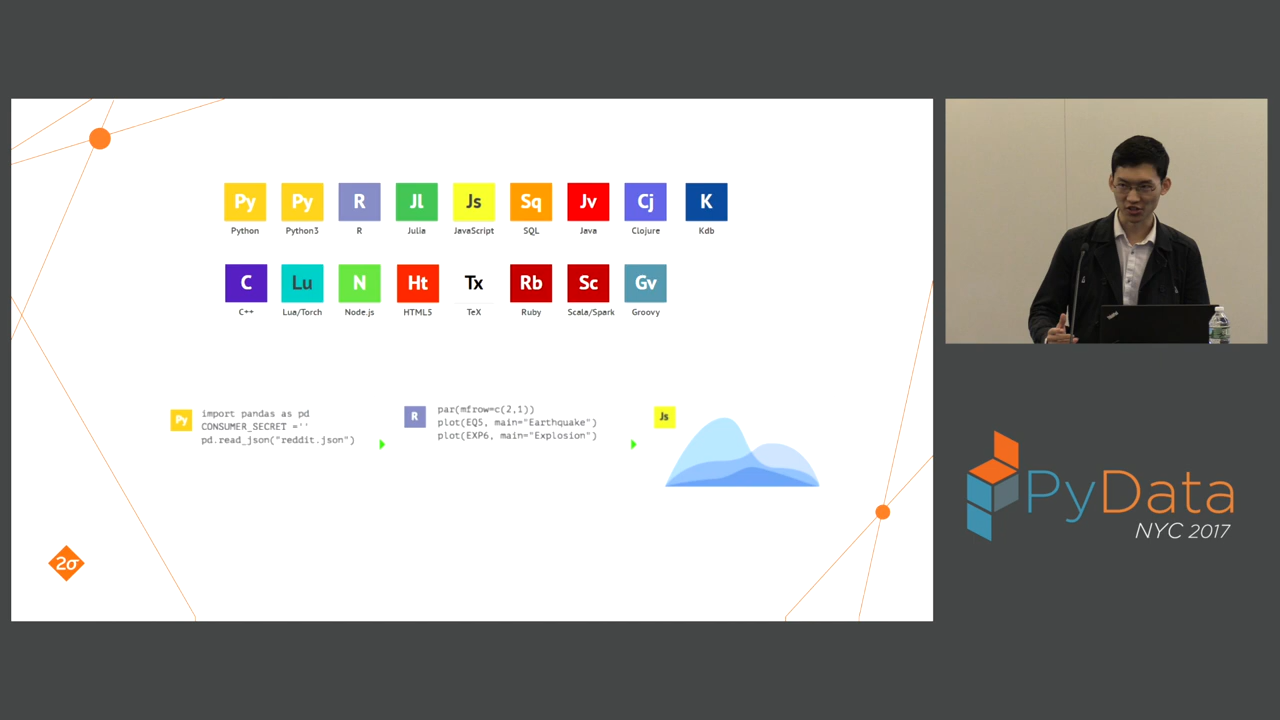 Py Py R Jl Js Sq Jv Cj K
Python Python3 R Julia JavaScript SQL Java Clojure Kdb
C Lu N Ht Tx Rb Sc Gv
C++ Lua/Torch Node.js HTML5 TeX Ruby Scala/Spark Groovy
Py
import pandas as pd
CONSUMER_SECRET =''
pd.read_json("reddit.json")
R
par(mfrow=c(2,1))
plot(EQ5, main="Earthquake")
plot(EXP6, main="Explosion")
Js
2σ
PyData
NYC 2017